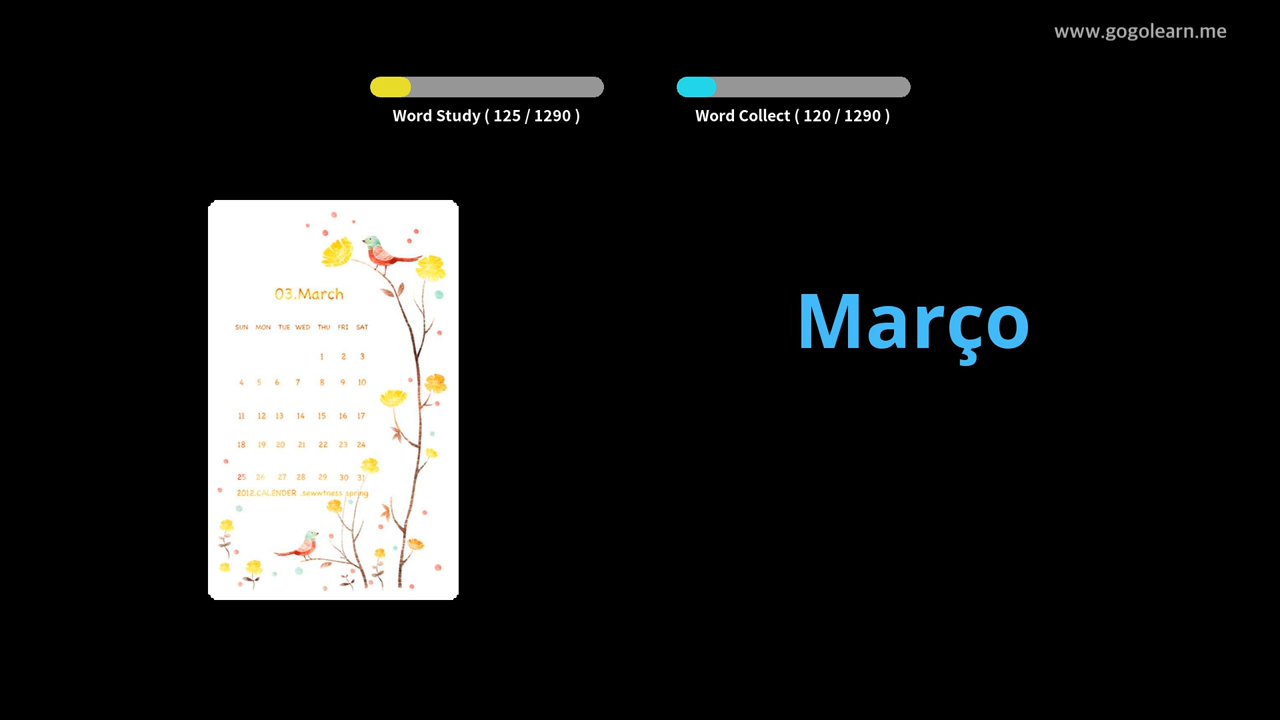 www.gogolearn.me
Word Study ( 125 / 1290 )
Word Collect ( 120 / 1290 )
03.March
SUN MON TUE WED THU FRI SAT
1 2 3
4 5 6 7 8 9 10
11 12 13 14 15 16 17
18 19 20 21 22 23 24
25 26 27 28 29 30 31
2012.CALENDER .sewwtness spring
Março